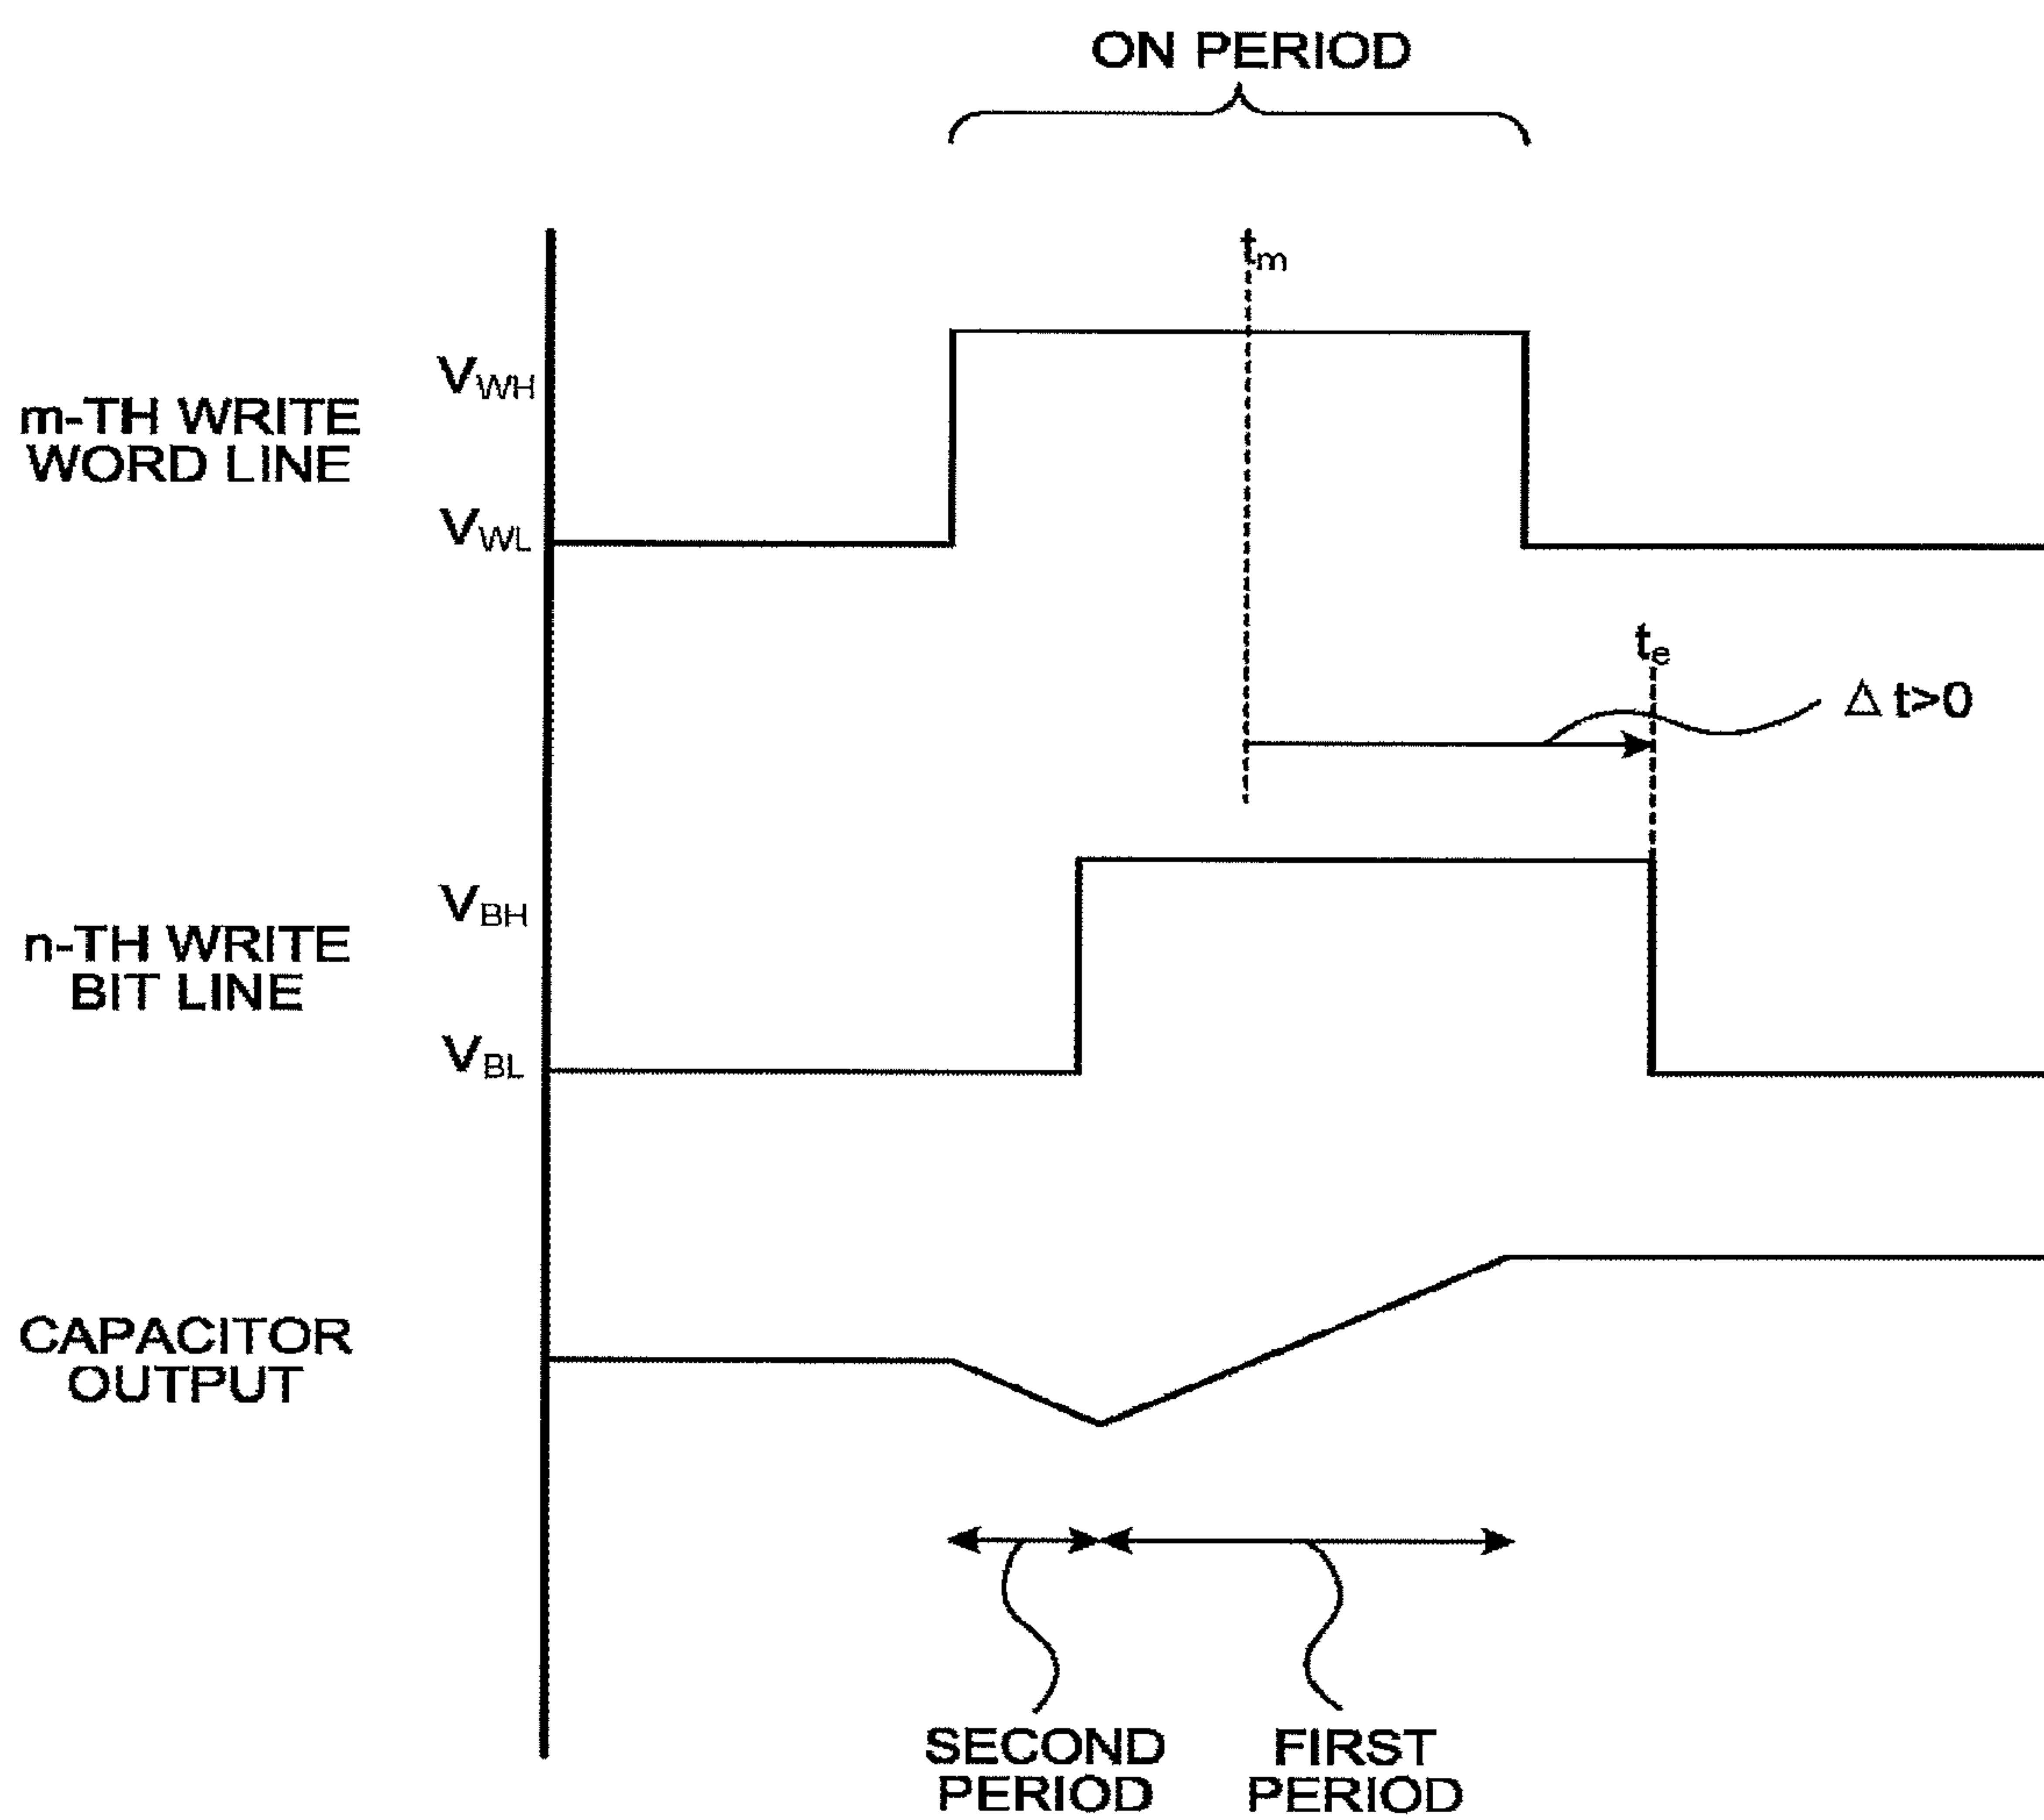 ON PERIOD
tm
VWH
m-TH WRITE
WORD LINE
VWL
te
Δt>0
VBH
n-TH WRITE
BIT LINE
VBL
CAPACITOR
OUTPUT
SECOND
PERIOD
FIRST
PERIOD